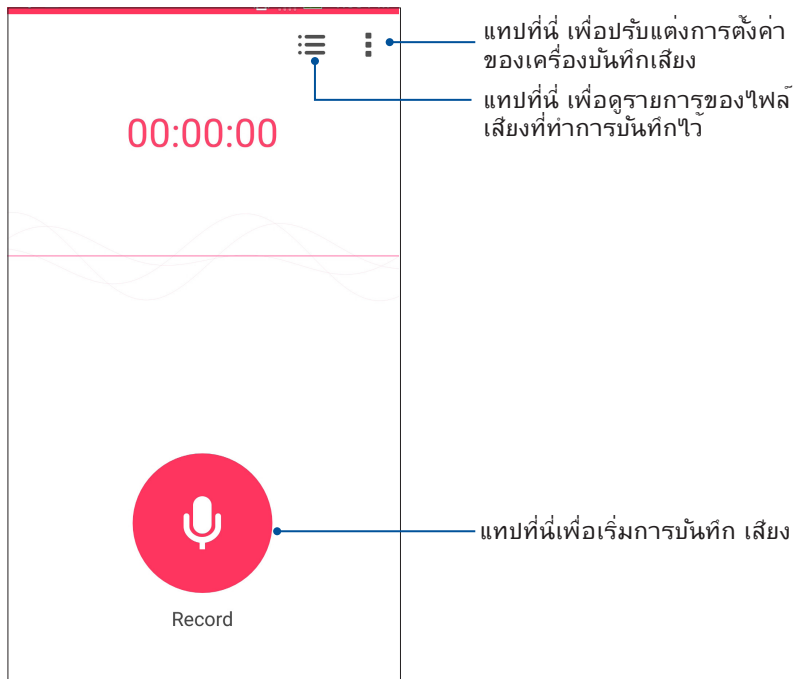 แทปที่นี่ เพื่อปรับแต่งการตั้งค่า
ของเครื่องบันทึกเสียง
แทปที่นี่ เพื่อดูรายการของไฟล์
เสียงที่ทำการบันทึกไว้
00:00:00
แทปที่นี่เพื่อเริ่มการบันทึก เสียง
Record